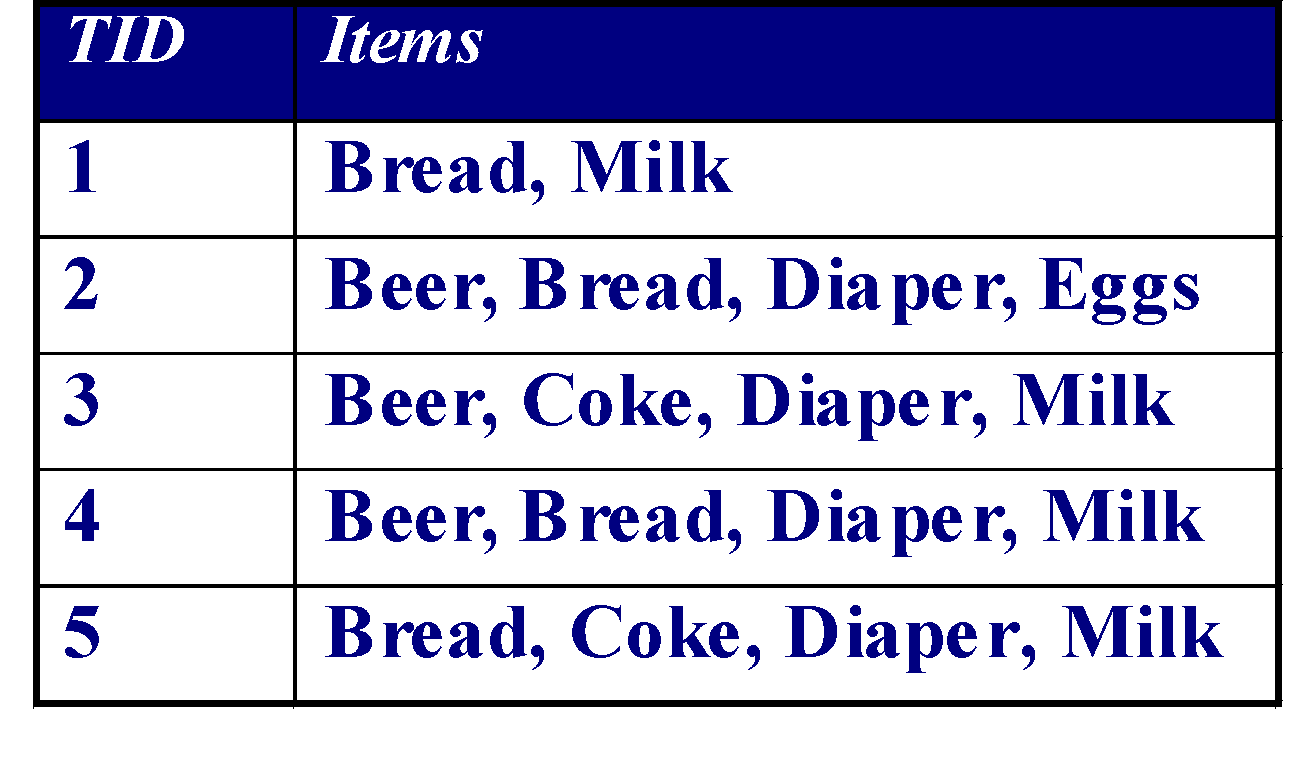 TID Items
1 Bread, Milk
2 Beer, Bread, Diaper, Eggs
3 Beer, Coke, Diaper, Milk
4 Beer, Bread, Diaper, Milk
5 Bread, Coke, Diaper, Milk